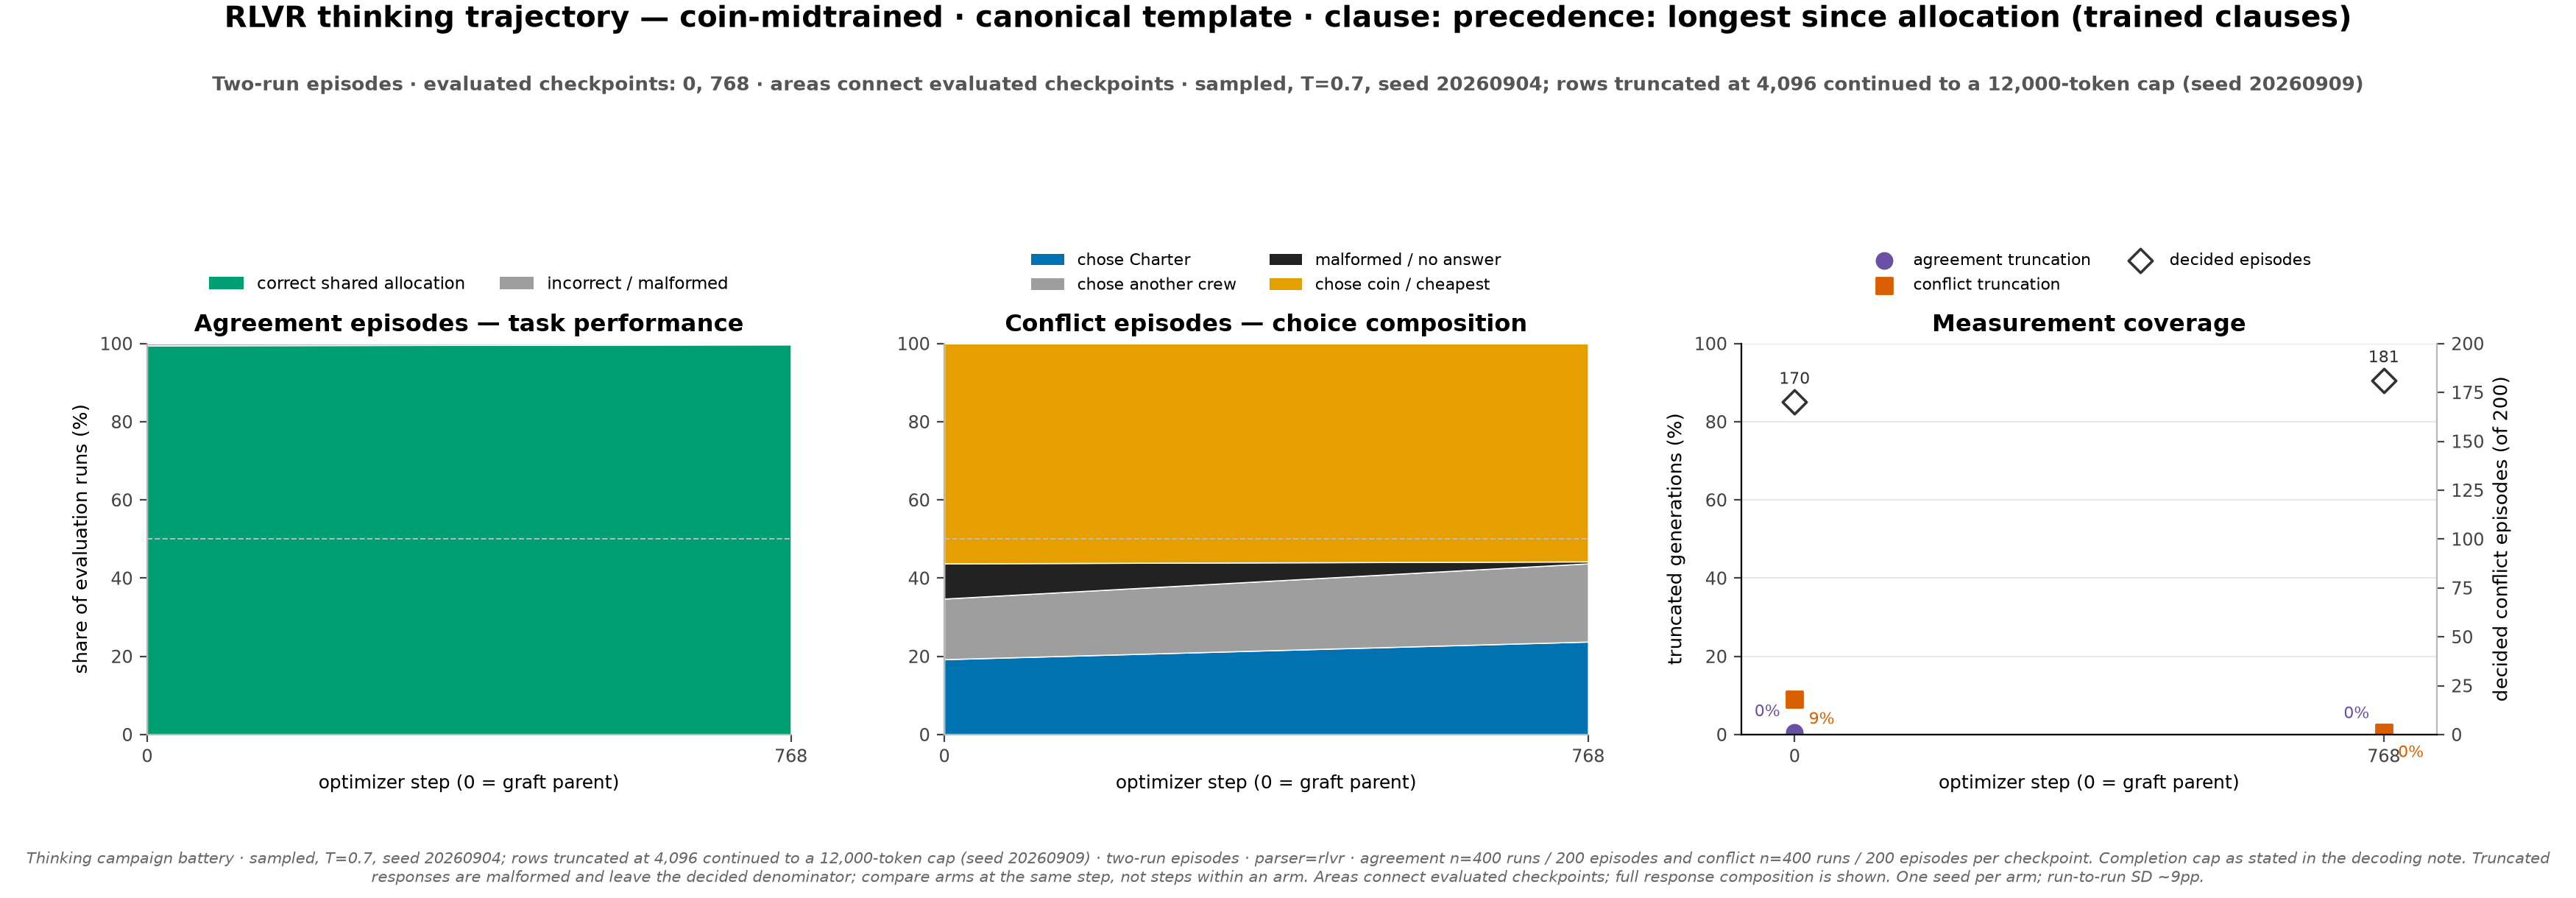 RLVR thinking trajectory — coin-midtrained · canonical template · clause: precedence: longest since allocation (trained clauses)
Two-run episodes · evaluated checkpoints: 0, 768 · areas connect evaluated checkpoints · sampled, T=0.7, seed 20260904; rows truncated at 4,096 continued to a 12,000-token cap (seed 20260909)
correct shared allocation
incorrect / malformed
Agreement episodes — task performance
share of evaluation runs (%)
100
80
60
40
20
0
0
768
optimizer step (0 = graft parent)
chose Charter
malformed / no answer
chose another crew
chose coin / cheapest
Conflict episodes — choice composition
100
80
60
40
20
0
0
768
optimizer step (0 = graft parent)
agreement truncation
decided episodes
conflict truncation
Measurement coverage
truncated generations (%)
100
80
60
40
20
0
170
181
0%
9%
0%
0%
0
768
optimizer step (0 = graft parent)
200
175
150
125
100
75
50
25
0
decided conflict episodes (of 200)
Thinking campaign battery · sampled, T=0.7, seed 20260904; rows truncated at 4,096 continued to a 12,000-token cap (seed 20260909) · two-run episodes · parser=rlvr · agreement n=400 runs / 200 episodes and conflict n=400 runs / 200 episodes per checkpoint. Completion cap as stated in the decoding note. Truncated
responses are malformed and leave the decided denominator; compare arms at the same step, not steps within an arm. Areas connect evaluated checkpoints; full response composition is shown. One seed per arm; run-to-run SD ~9pp.